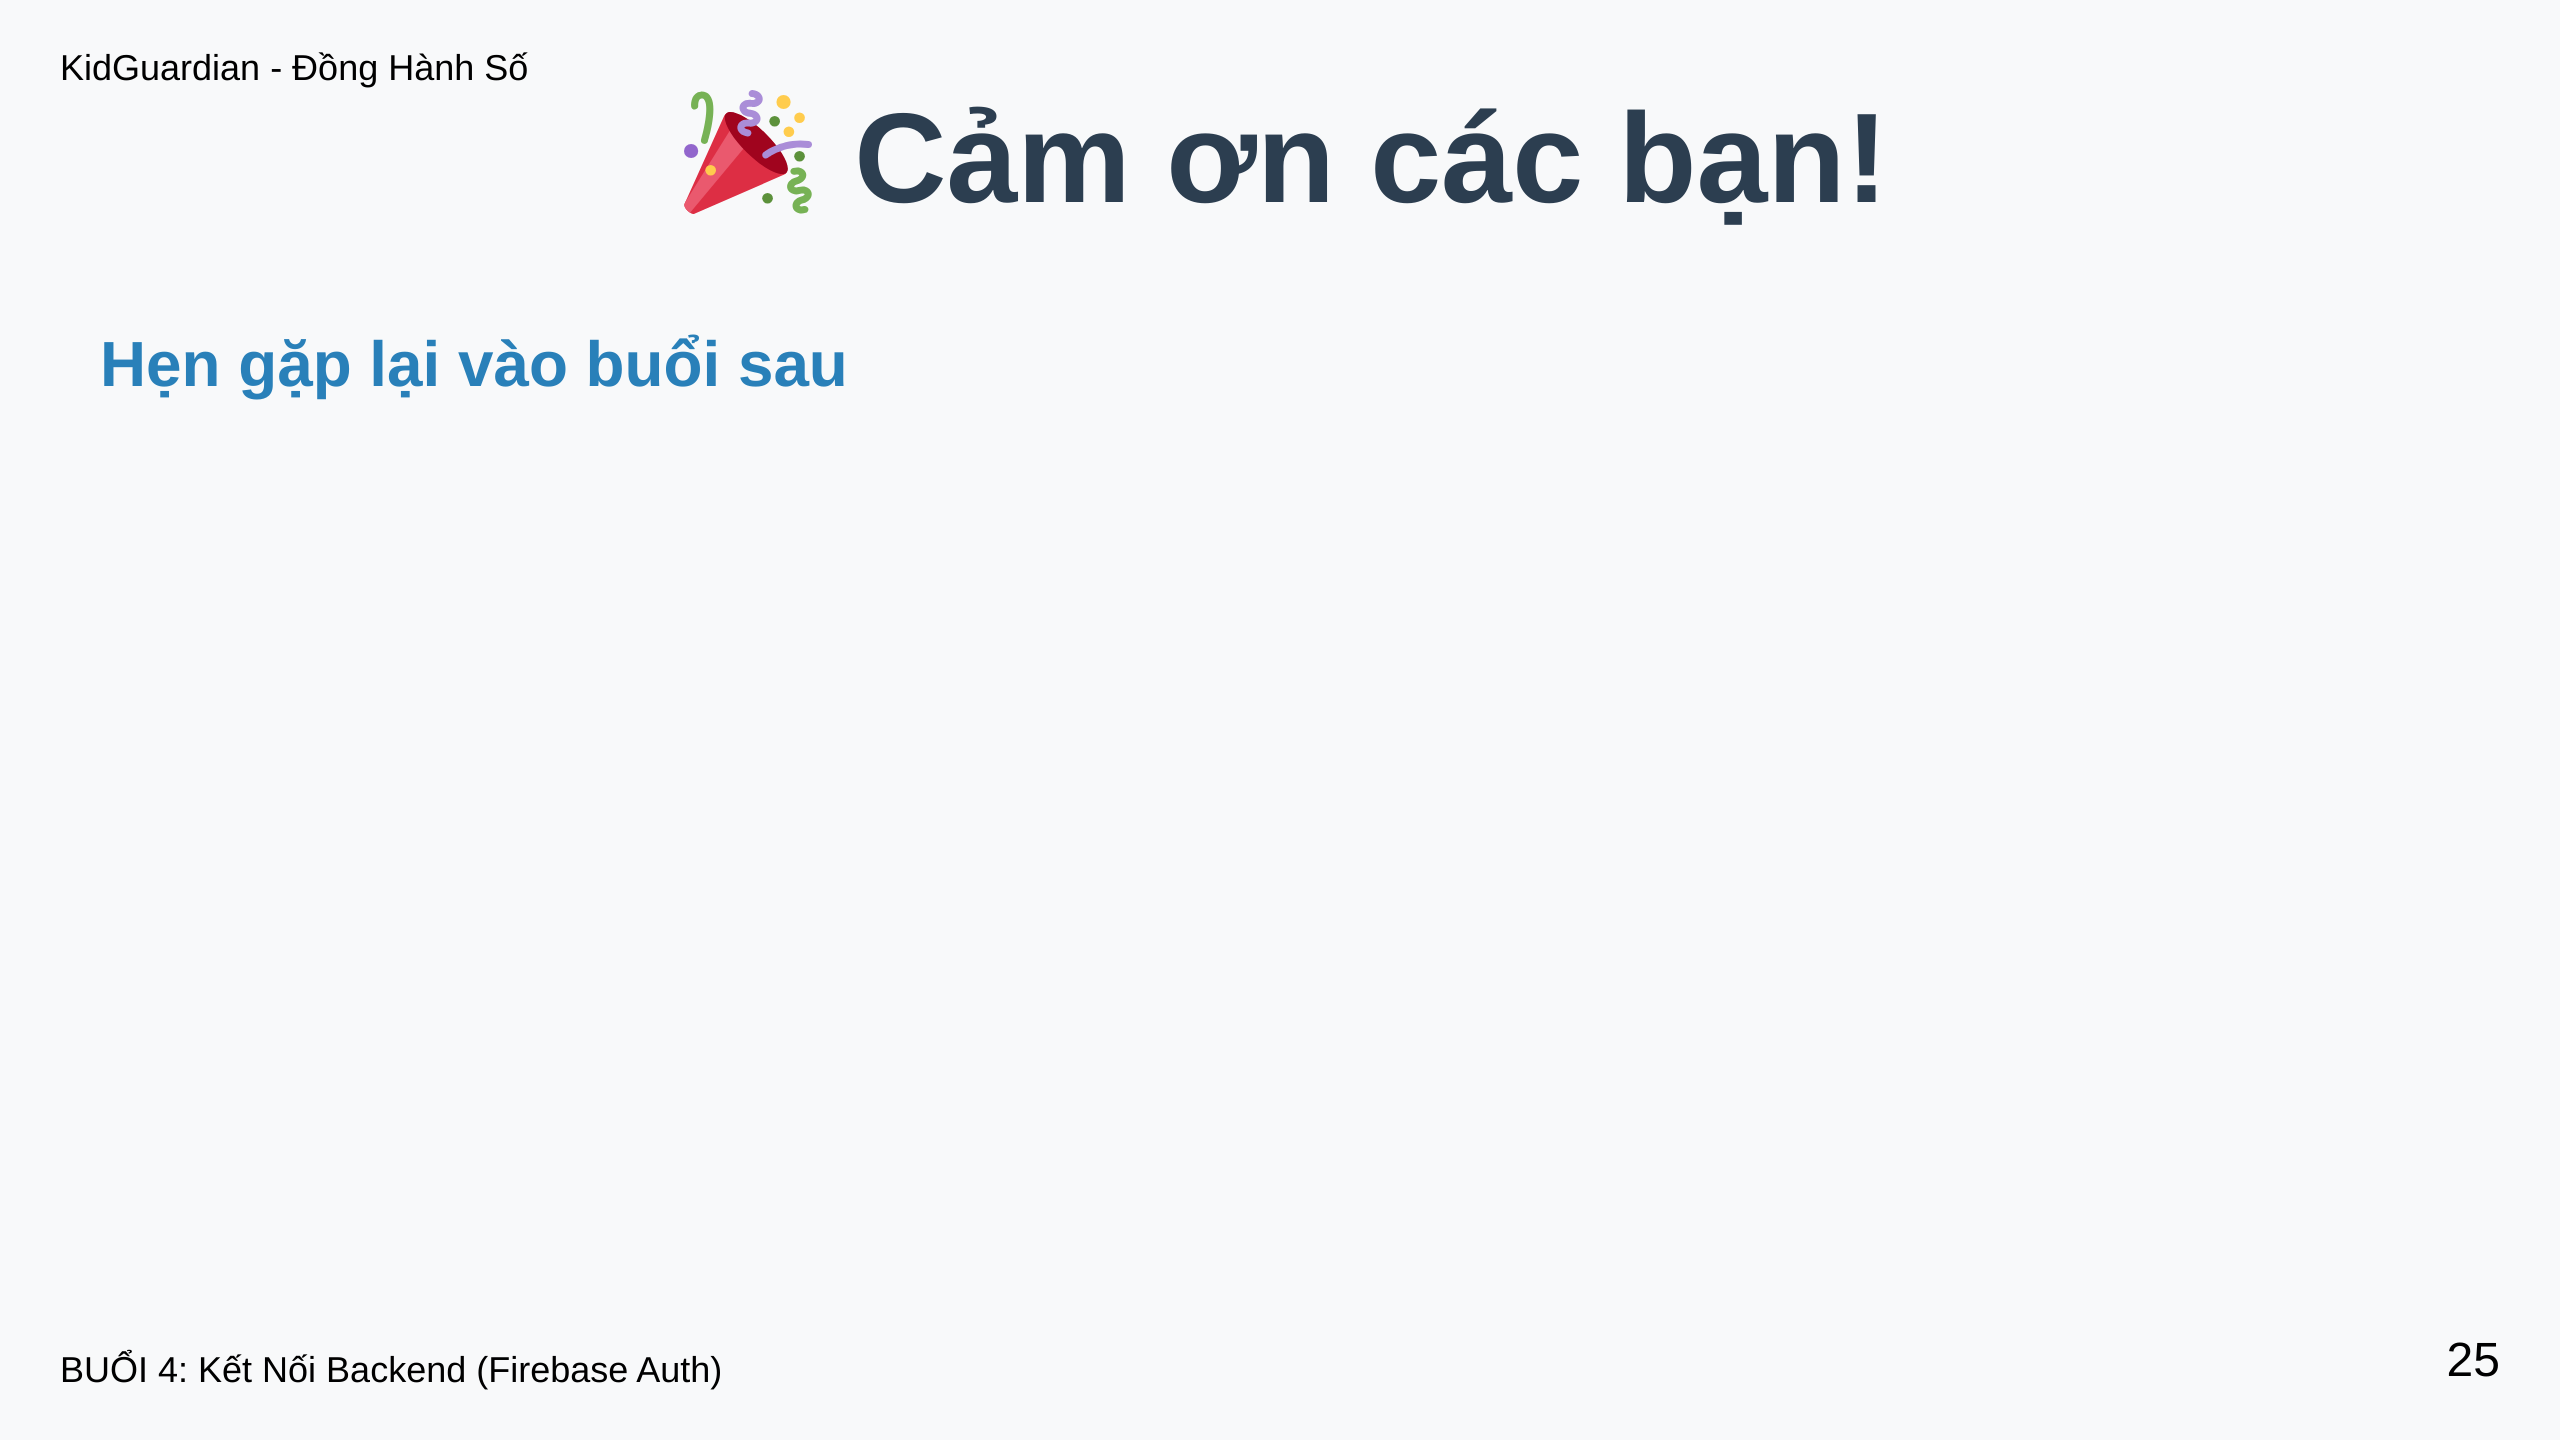 KidGuardian - Đồng Hành Số
🎉 Cảm ơn các bạn!
Hẹn gặp lại vào buổi sau
BUỔI 4: Kết Nối Backend (Firebase Auth)
25